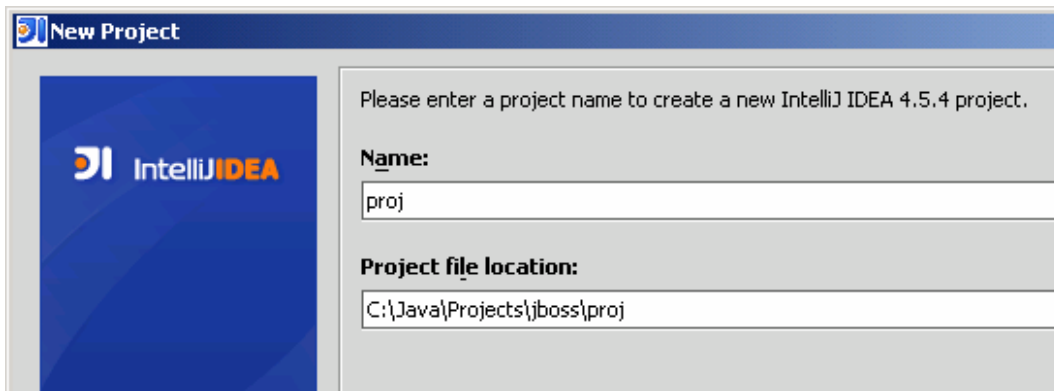 New Project
IntelliJIDEA
Please enter a project name to create a new IntelliJ IDEA 4.5.4 project.
Name:
proj
Project file location:
C:\Java\Projects\jboss\proj